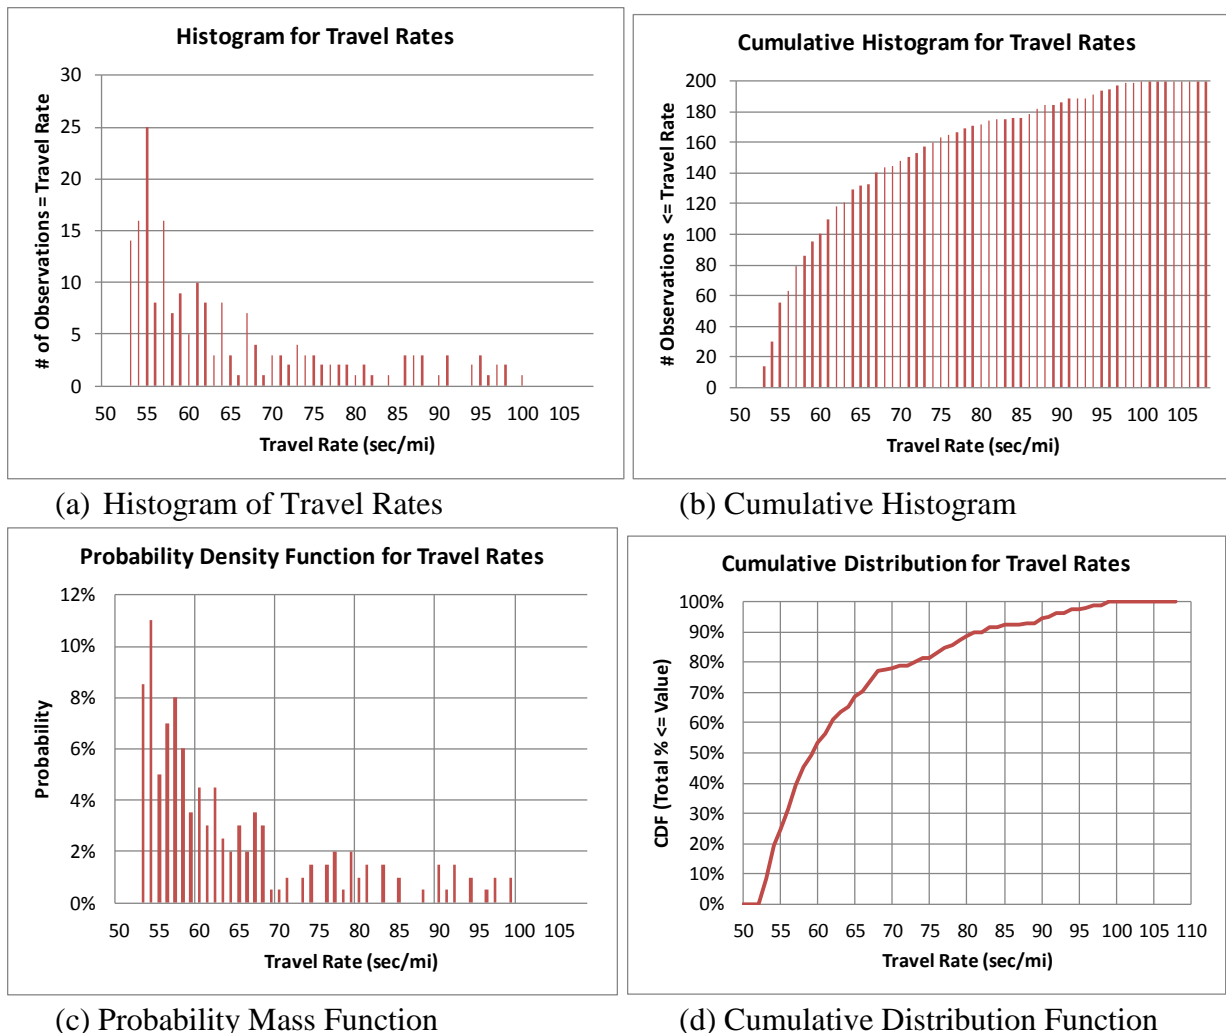 Histogram for Travel Rates
# of Observations = Travel Rate
30
25
20
15
10
5
0
50 55 60 65 70 75 80 85 90 95 100 105
Travel Rate (sec/mi)
Cumulative Histogram for Travel Rates
# Observations <= Travel Rate
200
180
160
140
120
100
80
60
40
20
0
50 55 60 65 70 75 80 85 90 95 100 105
Travel Rate (sec/mi)
(a) Histogram of Travel Rates
(b) Cumulative Histogram
Probability Density Function for Travel Rates
Probability
12%
10%
8%
6%
4%
2%
0%
50 55 60 65 70 75 80 85 90 95 100 105
Travel Rate (sec/mi)
Cumulative Distribution for Travel Rates
CDF (Total % <= Value)
100%
90%
80%
70%
60%
50%
40%
30%
20%
10%
0%
50 55 60 65 70 75 80 85 90 95 100 105 110
Travel Rate (sec/mi)
(c) Probability Mass Function
(d) Cumulative Distribution Function